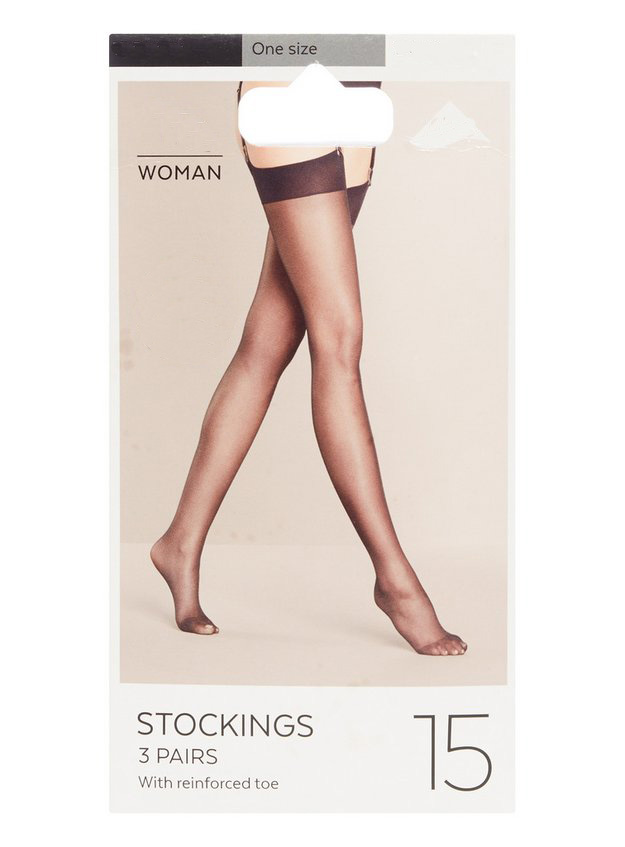 One size
WOMAN
STOCKINGS
3 PAIRS
With reinforced toe
15